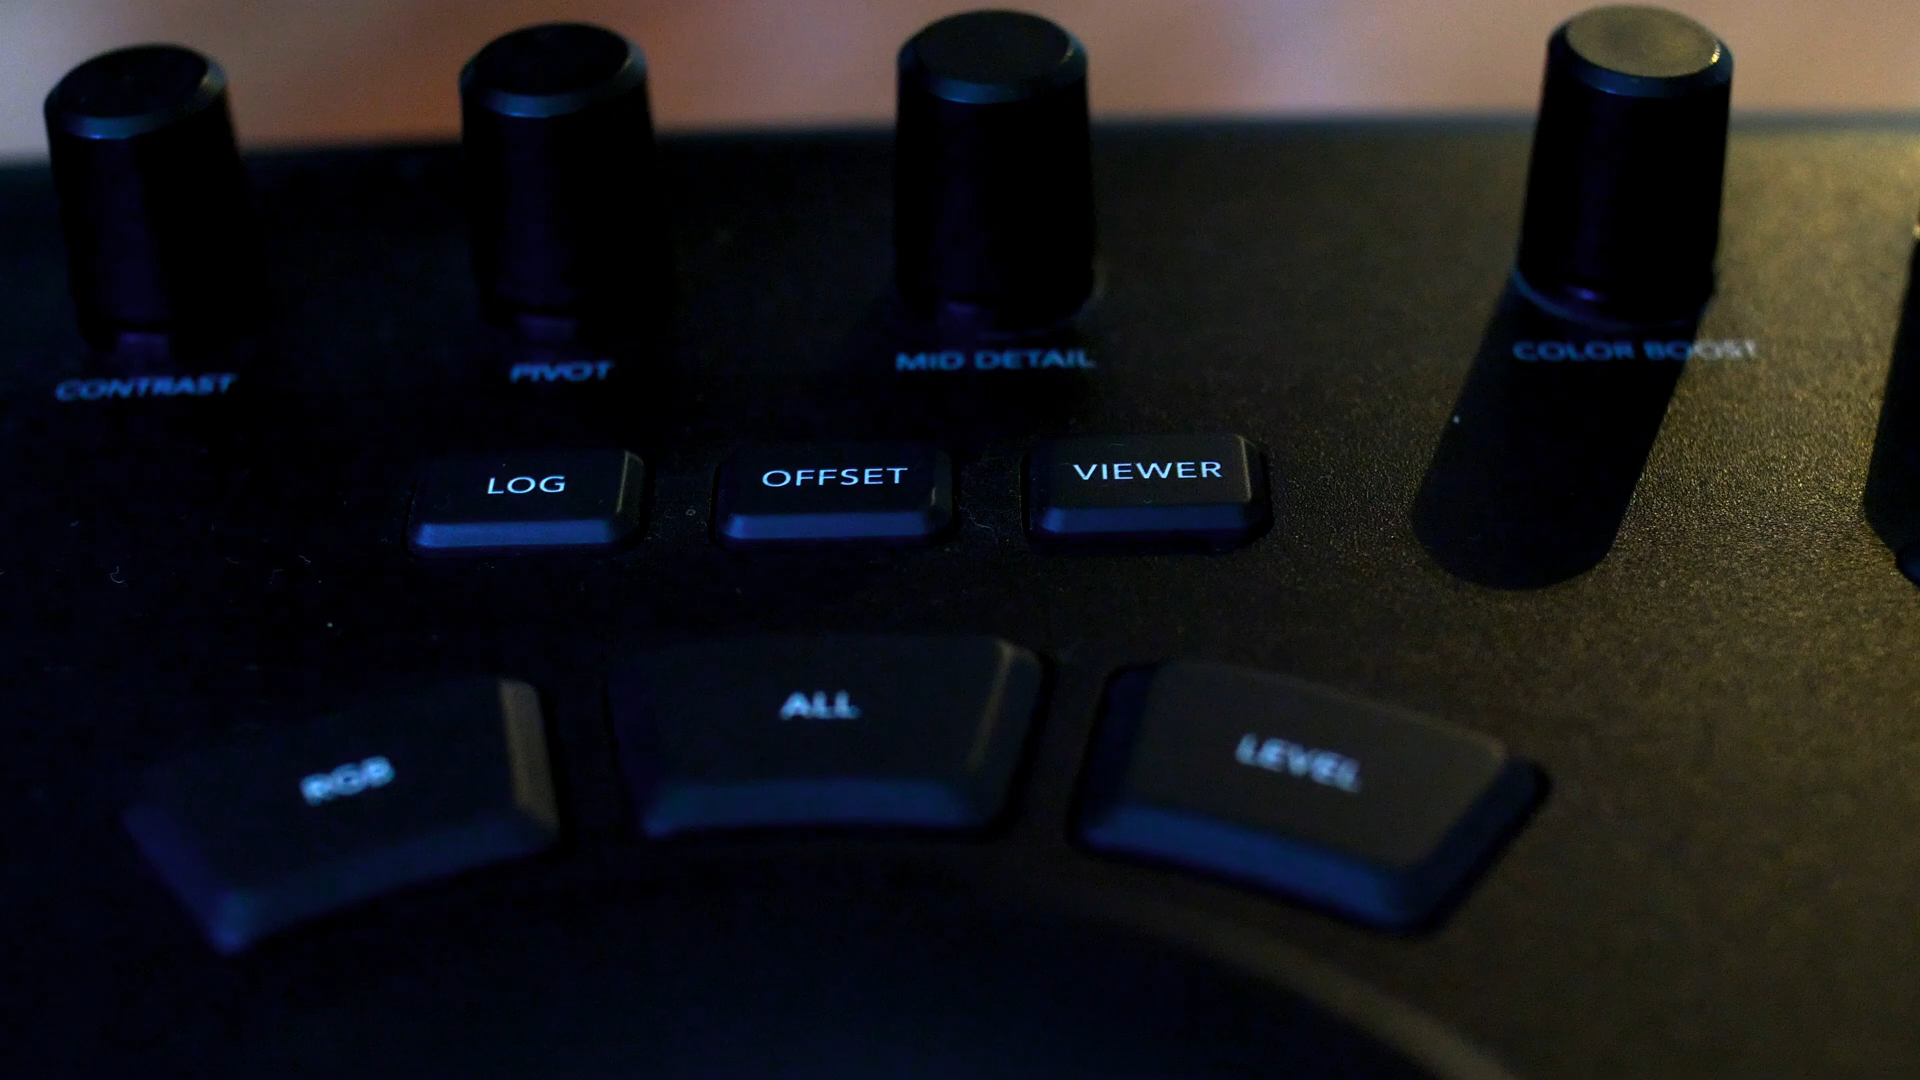 CONTRAST
PIVOT
MID DETAIL
COLOR BOOST
LOG
OFFSET
VIEWER
RGB
ALL
LEVEL